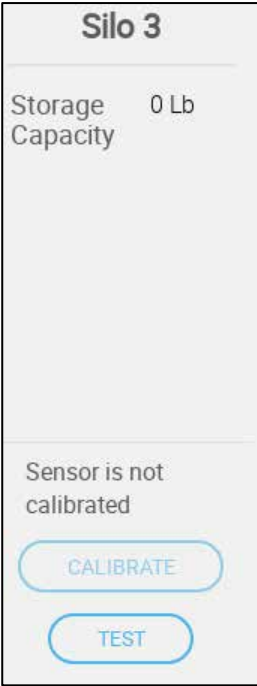 Silo 3
Storage 0 Lb
Capacity
Sensor is not
calibrated
CALIBRATE
TEST